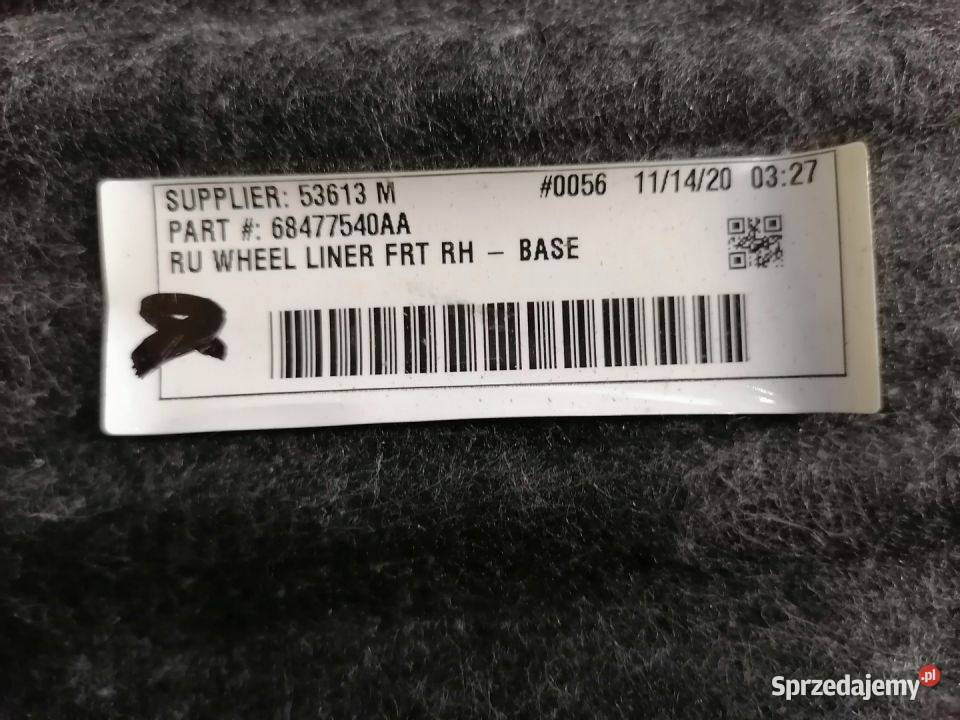 SUPPLIER: 53613 M #0056 11/14/20 03:27
PART #: 68477540AA
RU WHEEL LINER FRT RH - BASE
Sprzedajemy.pl